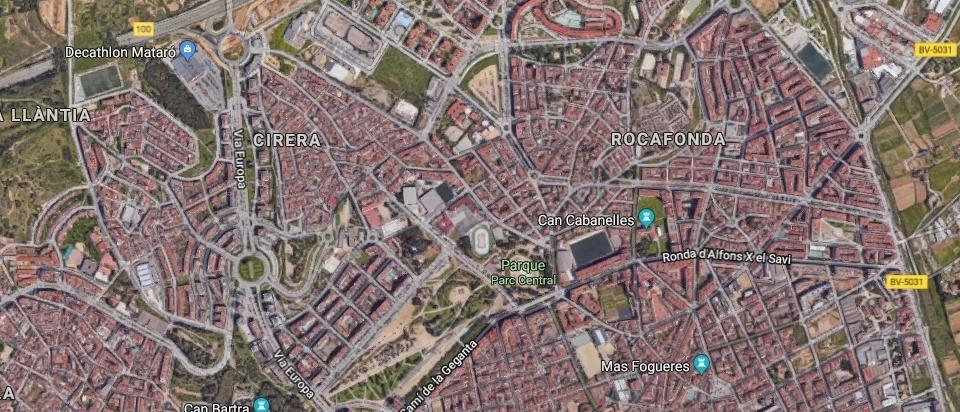 100
Decathlon Mataró
BV-5031
A LLÀNTIA
CIRERA
ROCAFONDA
Via Europa
Can Cabanelles
Ronda d'Alfons X el Savi
Parque
Parc Central
BV-5031
Via Europa
Camí de la Geganta
Mas Fogueres
LA
Can Bartra